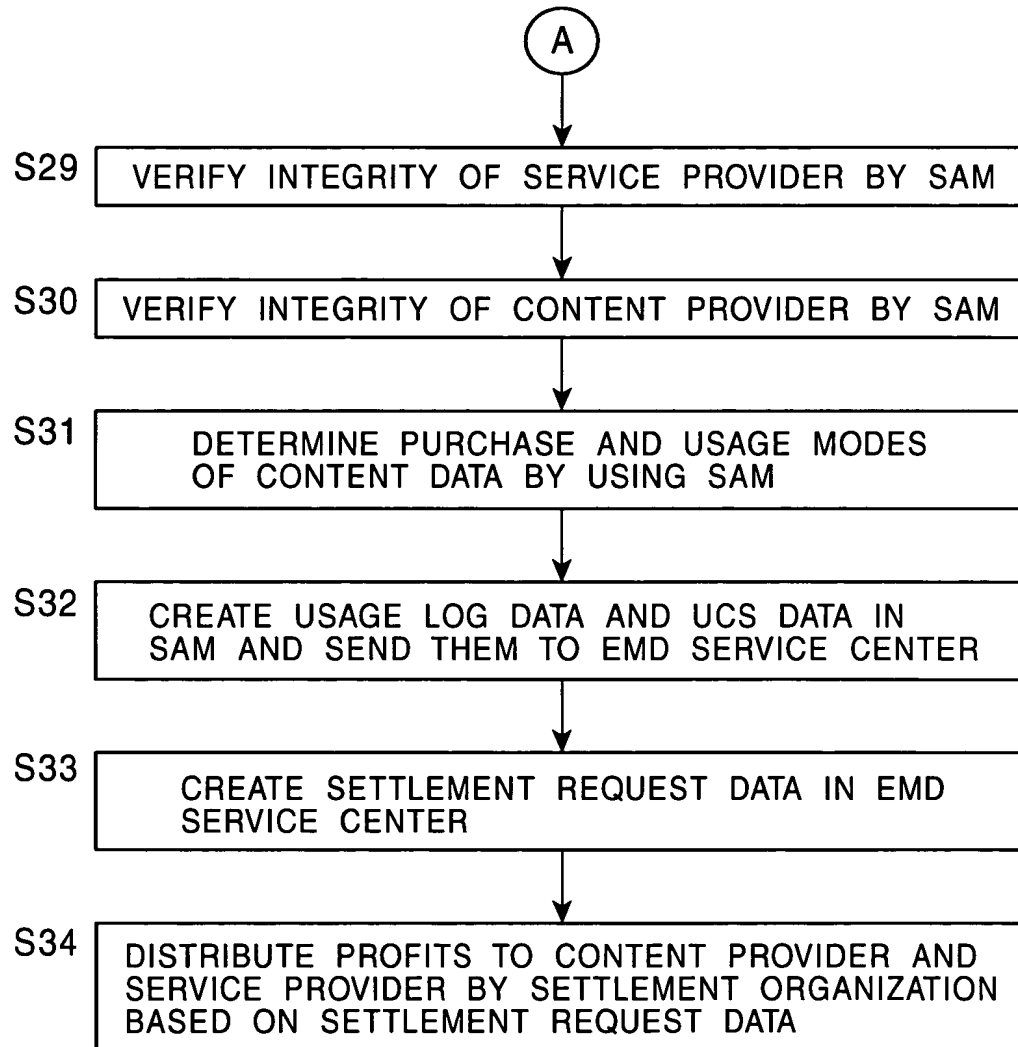 A
S29
VERIFY INTEGRITY OF SERVICE PROVIDER BY SAM
S30
VERIFY INTEGRITY OF CONTENT PROVIDER BY SAM
S31
DETERMINE PURCHASE AND USAGE MODES
OF CONTENT DATA BY USING SAM
S32
CREATE USAGE LOG DATA AND UCS DATA IN
SAM AND SEND THEM TO EMD SERVICE CENTER
S33
CREATE SETTLEMENT REQUEST DATA IN EMD
SERVICE CENTER
S34
DISTRIBUTE PROFITS TO CONTENT PROVIDER AND
SERVICE PROVIDER BY SETTLEMENT ORGANIZATION
BASED ON SETTLEMENT REQUEST DATA